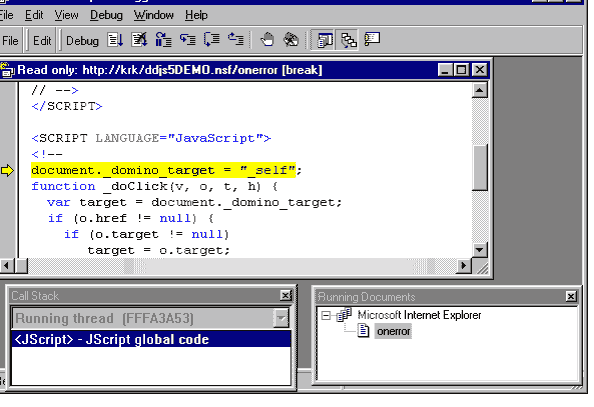 File Edit View Debug Window Help
File Edit Debug
Read only: http://krk/ddjs5DEMO.nsf/onerror [break]
// -->
</SCRIPT>
<SCRIPT LANGUAGE="JavaScript">
<!--
document._domino_target = "_self";
function _doClick(v, o, t, h) {
var target = document._domino_target;
if (o.href != null) {
if (o.target != null)
target = o.target;
Call Stack
Running thread (FFFA3A53)
<JScript> - JScript global code
Running Documents
Microsoft Internet Explorer
onerror